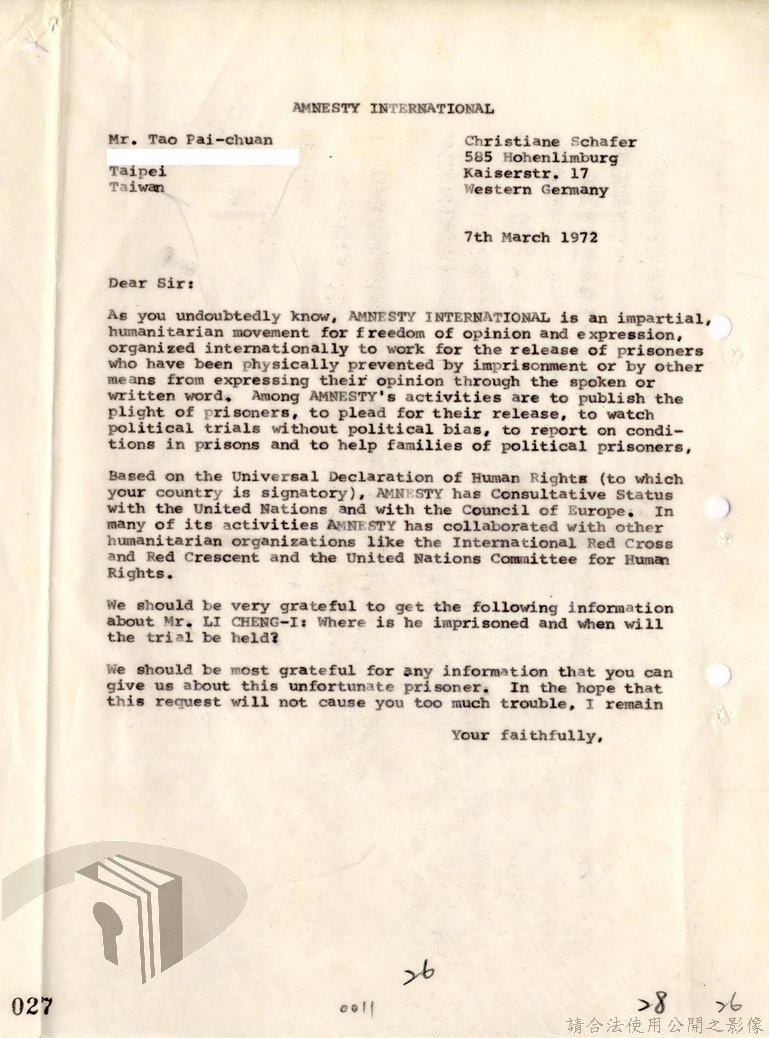 AMNESTY INTERNATIONAL
Mr. Tao Pai-chuan
Taipei
Taiwan
Christiane Schafer
585 Hohenlimburg
Kaiserstr. 17
Western Germany
7th March 1972
Dear Sir:
As you undoubtedly know, AMNESTY INTERNATIONAL is an impartial,
humanitarian movement for freedom of opinion and expression,
organized internationally to work for the release of prisoners
who have been physically prevented by imprisonment or by other
means from expressing their opinion through the spoken or
written word. Among AMNESTY's activities are to publish the
plight of prisoners, to plead for their release, to watch
political trials without political bias, to report on condi-
tions in prisons and to help families of political prisoners,
Based on the Universal Declaration of Human Rights (to which
your country is signatory), AMNESTY has Consultative Status
with the United Nations and with the Council of Europe. In
many of its activities AMNESTY has collaborated with other
humanitarian organizations like the International Red Cross
and Red Crescent and the United Nations Committee for Human
Rights.
We should be very grateful to get the following information
about Mr. LI CHENG-I: Where is he imprisoned and when will
the trial be held?
We should be most grateful for any information that you can
give us about this unfortunate prisoner. In the hope that
this request will not cause you too much trouble, I remain
Your faithfully,
26
027
0011
28 26
請合法使用公開之影像